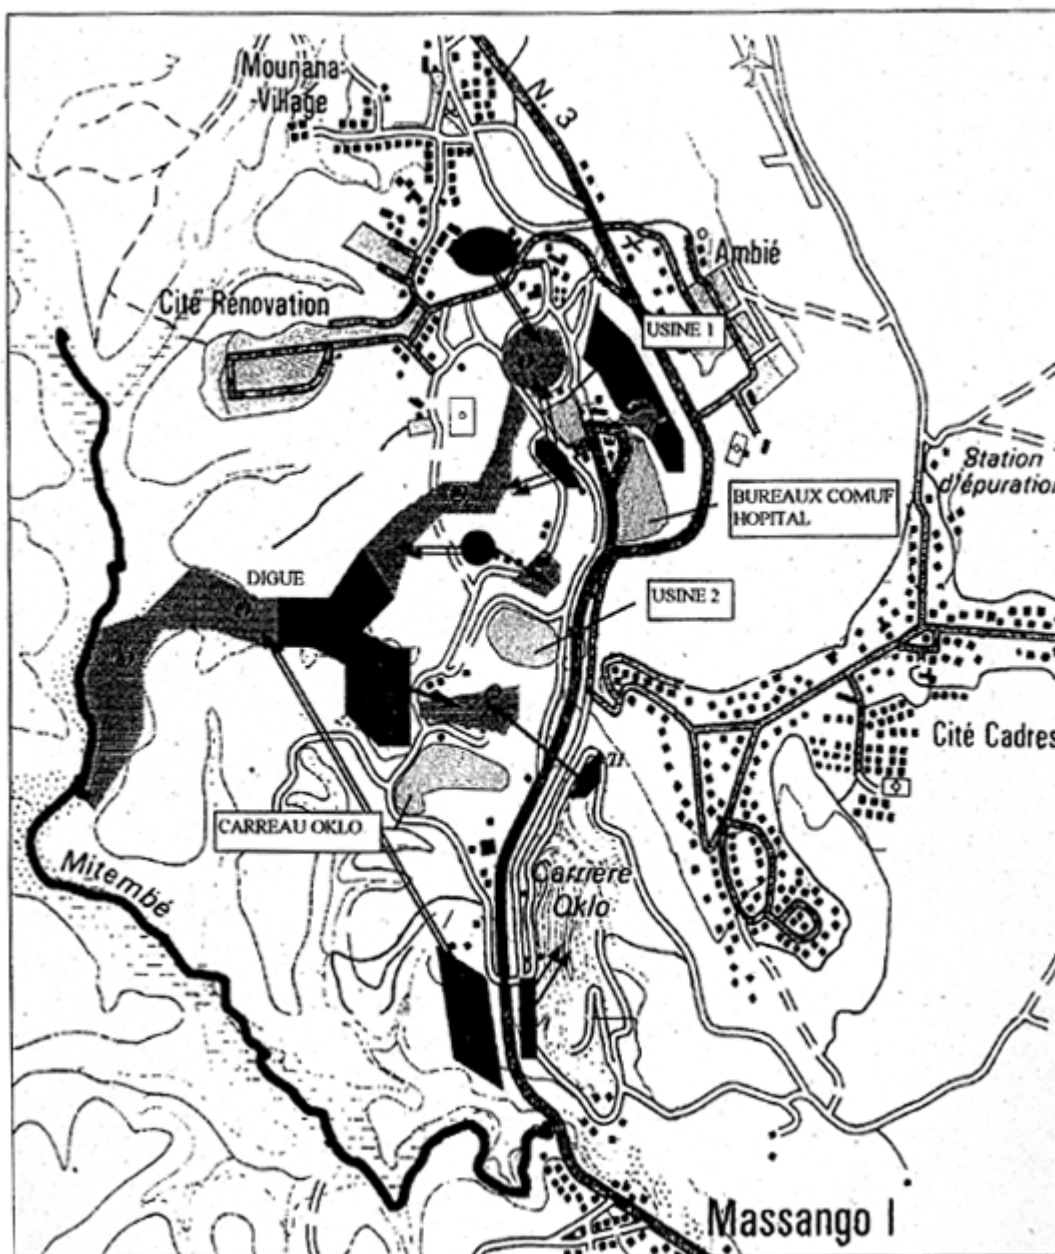 Mounana-
Village
N. 3
Ambié
Cité Rénovation
USINE 1
Station
d'épuration
BUREAUX COMUF
HOPITAL
DIGUE
USINE 2
Cité Cadres
CARREAU OKLO
Mitembé
Carrière
Oklo
Massango I